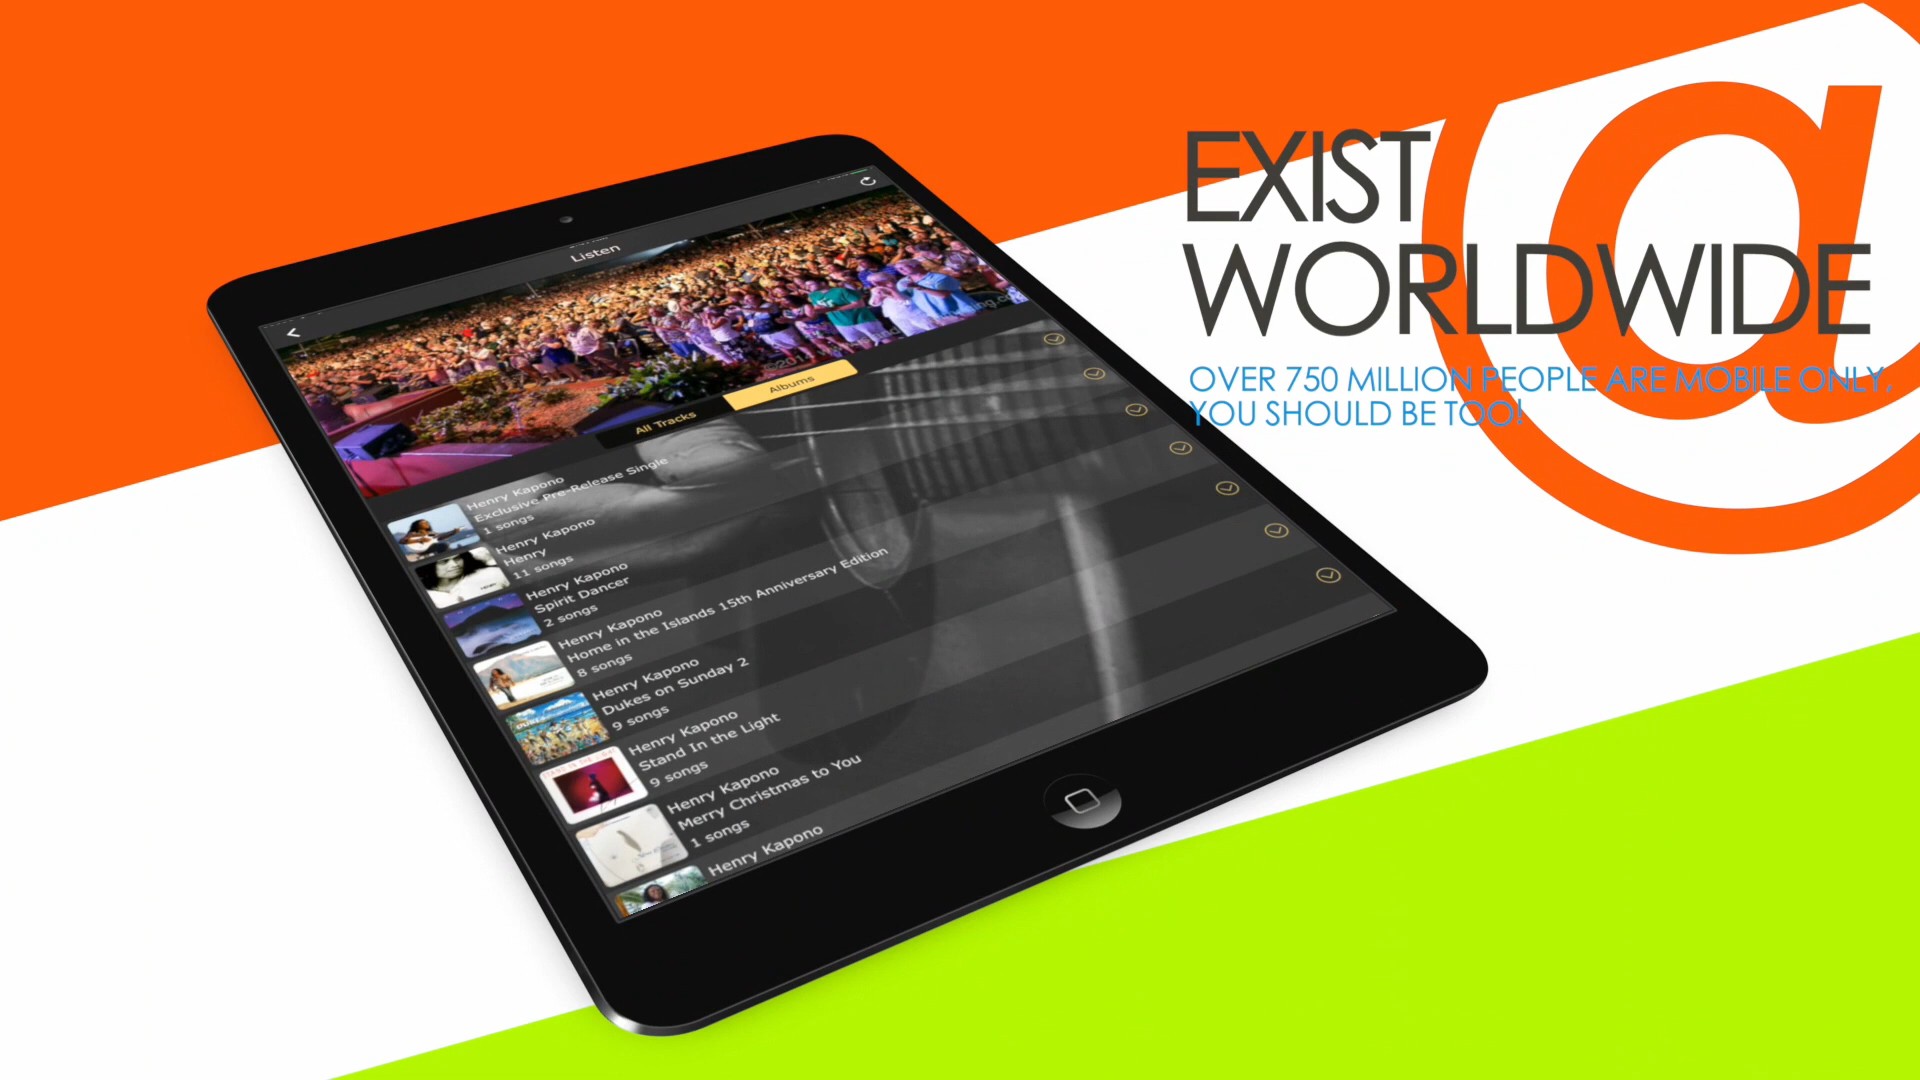 EXIST
WORLDWIDE
OVER 750 MILLION PEOPLE ARE MOBILE ONLY.
YOU SHOULD BE TOO!
@
Listen
All Tracks
Albums
Henry Kapono
Exclusive Pre-Release Single
1 songs
Henry Kapono
Henry
11 songs
Henry Kapono
Spirit Dancer
2 songs
Henry Kapono
Home in the Islands 15th Anniversary Edition
8 songs
Henry Kapono
Dukes on Sunday 2
9 songs
Henry Kapono
Stand In the Light
9 songs
Henry Kapono
Merry Christmas to You
1 songs
Henry Kapono